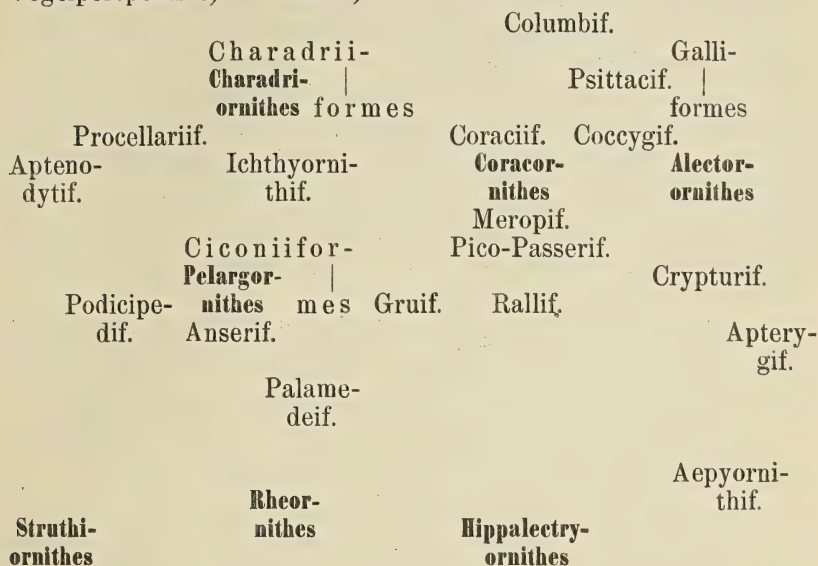 Columbif.
Charadrii- Galli-
Charadri- | Psittacif. |
ornithes formes formes
Procellariif. Coraciif. Coccygif.
Apteno- Ichthyorni- Coracor- Alector-
dytif. thif. nithes ornithes
Meropif.
Ciconiifor- Pico-Passerif.
Pelargor- | Crypturif.
Podicipe- nithes mes Gruif. Rallif.
dif. Anserif. Aptery-
gif.
Palame-
deif.
Aepyorni-
Rheor- thif.
Struthi- nithes Hippalectry-
ornithes ornithes